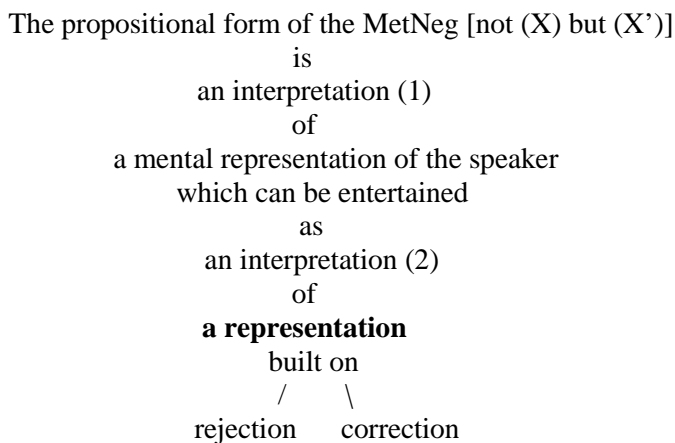 The propositional form of the MetNeg [not (X) but (X’)]
is
an interpretation (1)
of
a mental representation of the speaker
which can be entertained
as
an interpretation (2)
of
a representation
built on
/ \
rejection correction